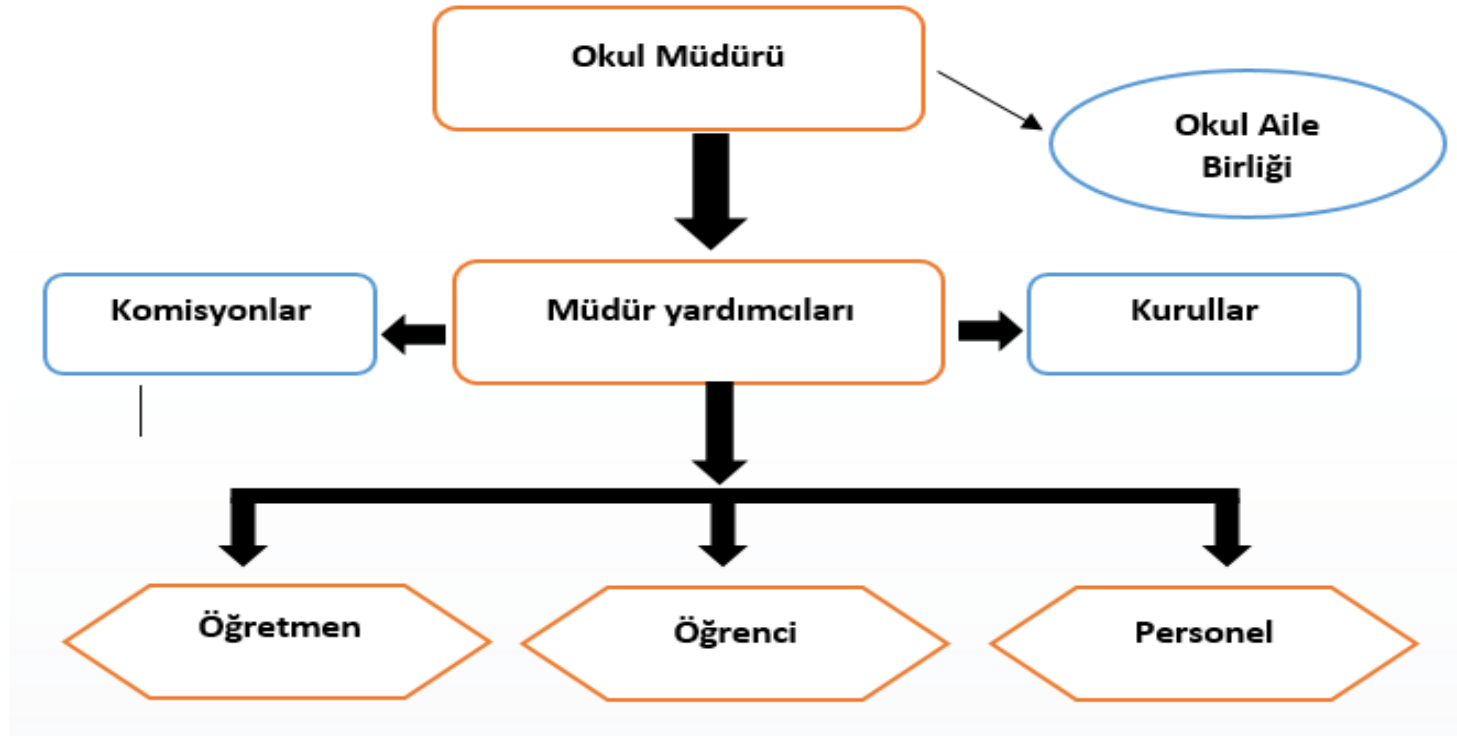 Okul Müdürü
Okul Aile
Birliği
Komisyonlar
Müdür yardımcıları
Kurullar
Öğretmen
Öğrenci
Personel